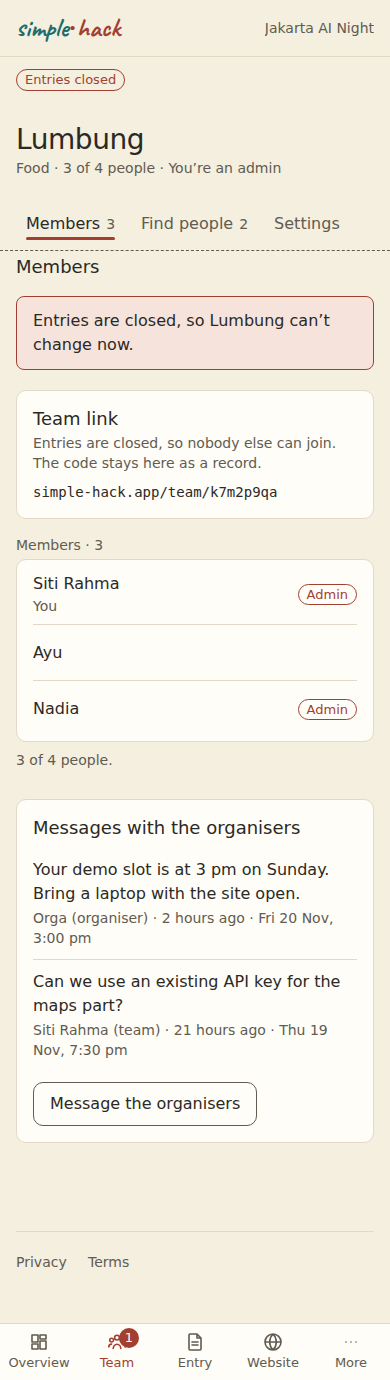 simple·hack
Jakarta AI Night
Entries closed
Lumbung
Food · 3 of 4 people · You’re an admin
Members 3 Find people 2 Settings
Members
Entries are closed, so Lumbung can’t
change now.
Team link
Entries are closed, so nobody else can join.
The code stays here as a record.
simple-hack.app/team/k7m2p9qa
Members · 3
Siti Rahma
You
Admin
Ayu
Nadia
Admin
3 of 4 people.
Messages with the organisers
Your demo slot is at 3 pm on Sunday.
Bring a laptop with the site open.
Orga (organiser) · 2 hours ago · Fri 20 Nov,
3:00 pm
Can we use an existing API key for the
maps part?
Siti Rahma (team) · 21 hours ago · Thu 19
Nov, 7:30 pm
Message the organisers
Privacy Terms
1
Overview Team Entry Website More